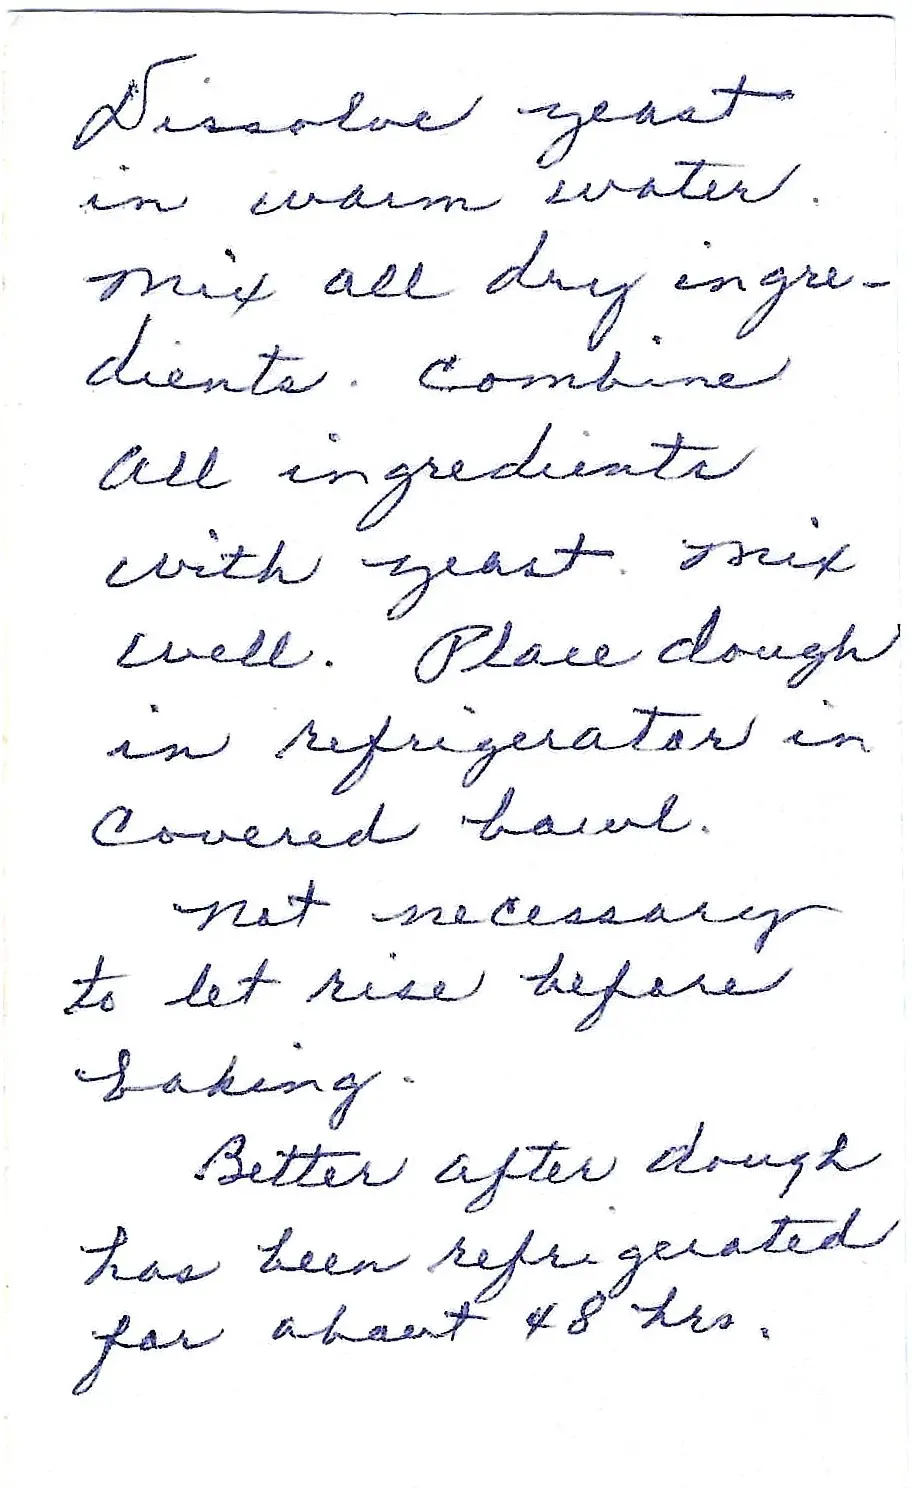 Dissolve yeast
in warm water.
Mix all dry ingre-
dients. Combine
all ingredients
with yeast. Mix
well. Place dough
in refrigerator in
covered bowl.
Not necessary
to let rise before
baking.
Better after dough
has been refrigerated
for about 48 hrs.